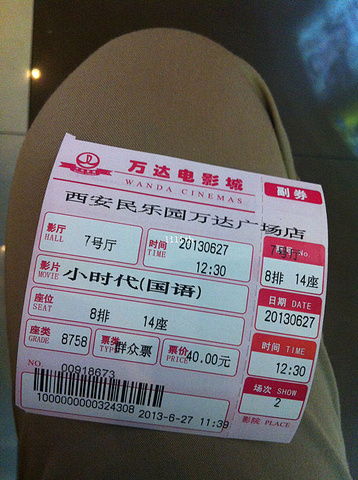 万达电影城
WANDA CINEMAS
西安民乐园万达广场店
影厅 HALL 7号厅
时间 TIME 20130627 12:30
影片 MOVIE 小时代(国语)
座位 SEAT 8排 14座
座类 GRADE 8758
票类 TYPE 群众票
票价 PRICE 40.00元
NO 00918673
1000000000324308 2013-6-27 11:39
副券
7号厅
8排 14座
日期 DATE
20130627
时间 TIME
12:30
场次 SHOW
2
影院 PLACE